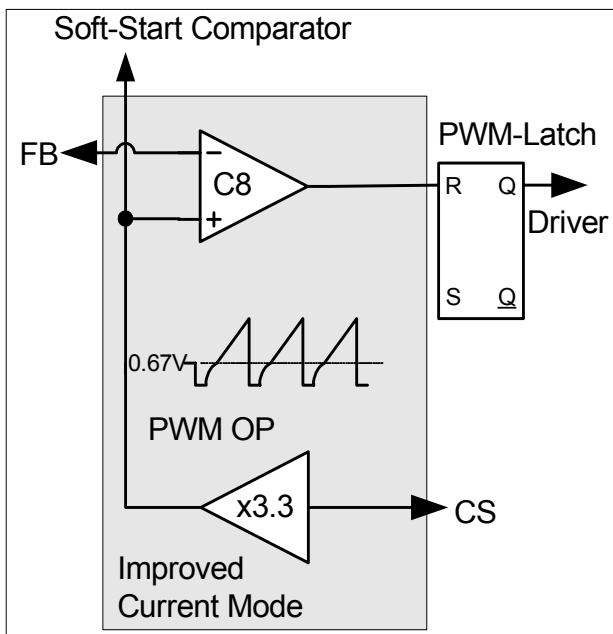 Soft-Start Comparator
FB
PWM-Latch
−
C8
+
R Q
Driver
S Q
0.67V
PWM OP
x3.3
CS
Improved
Current Mode